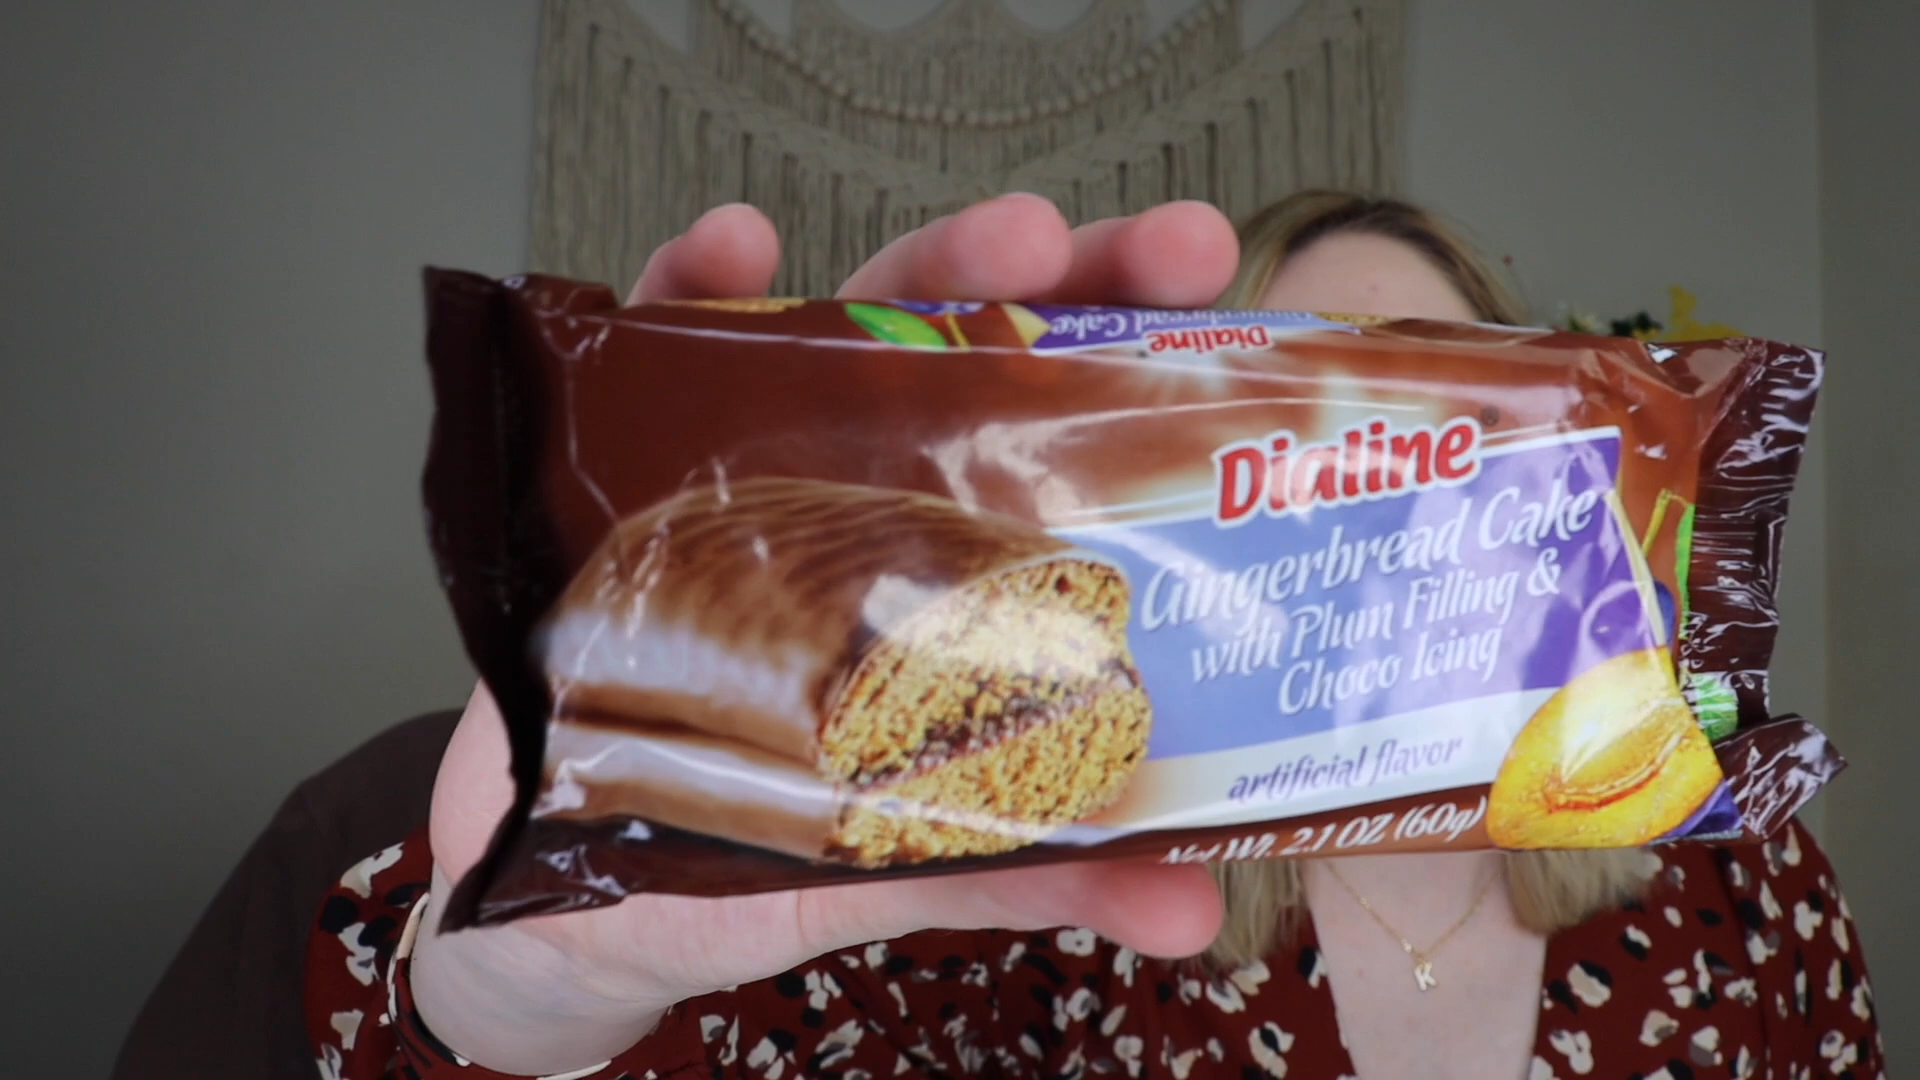 Gingerbread Cake
Dialine
Dialine®
Gingerbread Cake
with Plum Filling &
Choco Icing
artificial flavor
Net Wt. 2.1 OZ (60g)
K